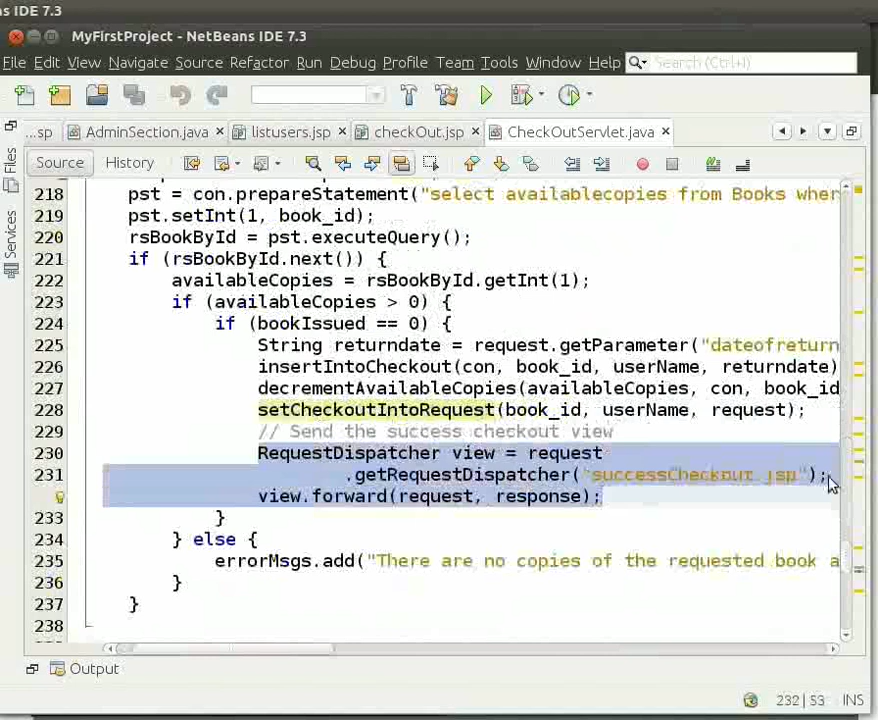 s IDE 7.3
MyFirstProject - NetBeans IDE 7.3
File Edit View Navigate Source Refactor Run Debug Profile Team Tools Window Help Search (Ctrl+I)
...sp AdminSection.java listusers.jsp checkOut.jsp CheckOutServlet.java
Source History
Files
Services
218 pst = con.prepareStatement("select availablecopies from Books wher
219 pst.setInt(1, book_id);
220 rsBookById = pst.executeQuery();
221 if (rsBookById.next()) {
222 availableCopies = rsBookById.getInt(1);
223 if (availableCopies > 0) {
224 if (bookIssued == 0) {
225 String returndate = request.getParameter("dateofreturn
226 insertIntoCheckout(con, book_id, userName, returndate)
227 decrementAvailableCopies(availableCopies, con, book_id
228 setCheckoutIntoRequest(book_id, userName, request);
229 // Send the success checkout view
230 RequestDispatcher view = request
231 .getRequestDispatcher("successCheckout.jsp");
view.forward(request, response);
233 }
234 } else {
235 errorMsgs.add("There are no copies of the requested book a
236 }
237 }
238
Output
232 | 53 INS